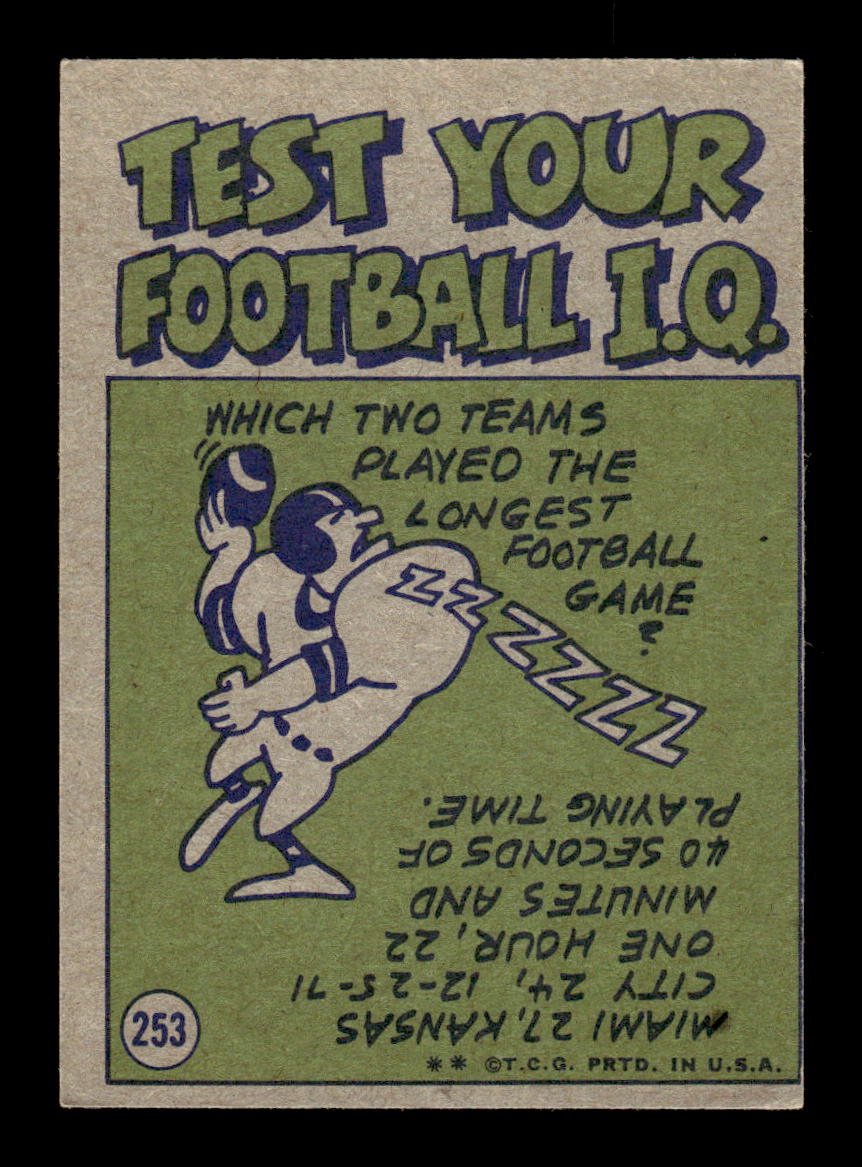 TEST YOUR
FOOTBALL I.Q.
WHICH TWO TEAMS
PLAYED THE
LONGEST
FOOTBALL
GAME
?
ZZZZZZ
MIAMI 27, KANSAS
CITY 24, 12-25-71
ONE HOUR, 22
MINUTES AND
40 SECONDS OF
PLAYING TIME.
253
** ©T.C.G. PRTD. IN U.S.A.